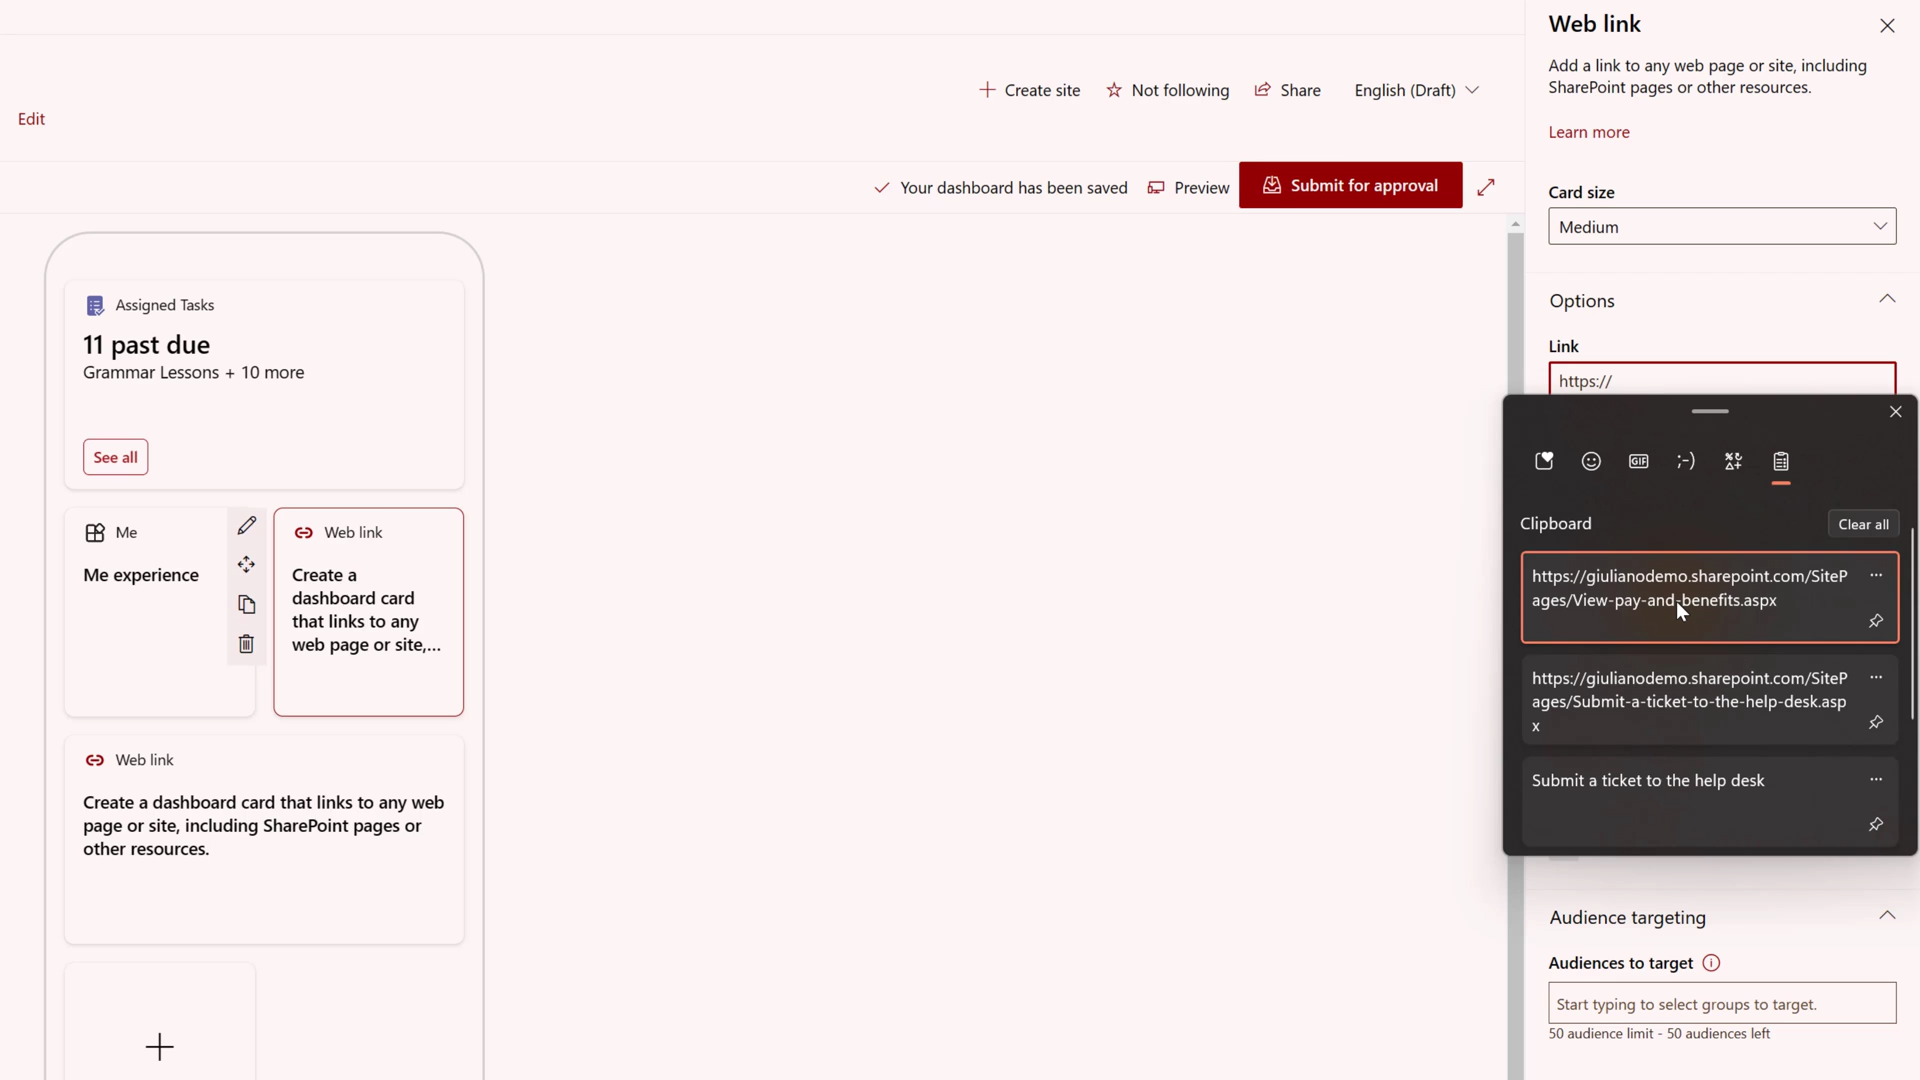 Create site
Not following
Share
English (Draft)
Edit
Your dashboard has been saved
Preview
Submit for approval
Assigned Tasks
11 past due
Grammar Lessons + 10 more
See all
Me
Me experience
Web link
Create a
dashboard card
that links to any
web page or site,...
Web link
Create a dashboard card that links to any web
page or site, including SharePoint pages or
other resources.
Web link
Add a link to any web page or site, including
SharePoint pages or other resources.
Learn more
Card size
Medium
Options
Link
https://
GIF
;-)
Clipboard
Clear all
https://giulianodemo.sharepoint.com/SiteP
ages/View-pay-and-benefits.aspx
https://giulianodemo.sharepoint.com/SiteP
ages/Submit-a-ticket-to-the-help-desk.asp
x
Submit a ticket to the help desk
Audience targeting
Audiences to target
Start typing to select groups to target.
50 audience limit - 50 audiences left